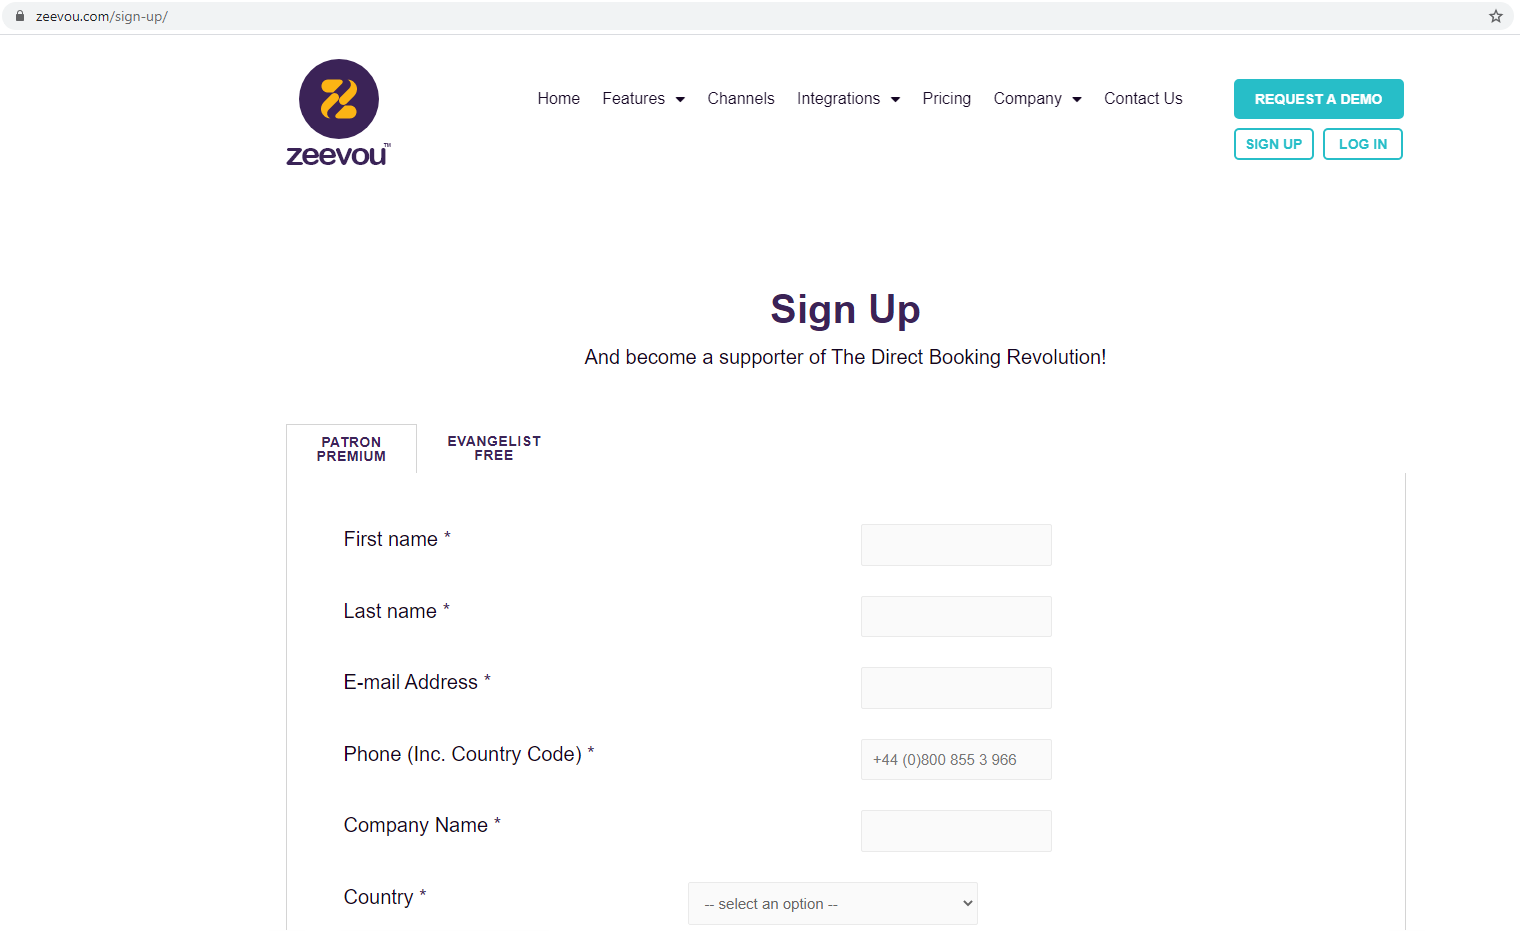 zeevou.com/sign-up/
zeevou™
Home Features Channels Integrations Pricing Company Contact Us
REQUEST A DEMO
SIGN UP LOG IN
Sign Up
And become a supporter of The Direct Booking Revolution!
PATRON
PREMIUM
EVANGELIST
FREE
First name *
Last name *
E-mail Address *
Phone (Inc. Country Code) * +44 (0)800 855 3 966
Company Name *
Country * -- select an option --